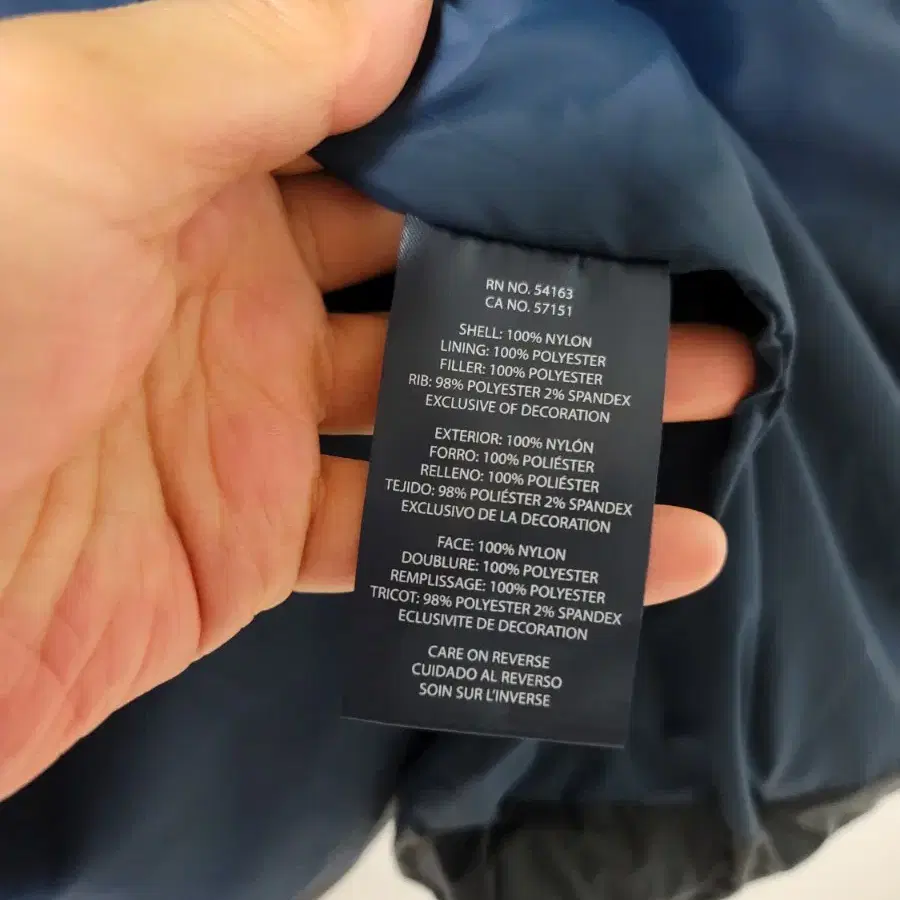 RN NO. 54163
CA NO. 57151
SHELL: 100% NYLON
LINING: 100% POLYESTER
FILLER: 100% POLYESTER
RIB: 98% POLYESTER 2% SPANDEX
EXCLUSIVE OF DECORATION
EXTERIOR: 100% NYLÓN
FORRO: 100% POLIÉSTER
RELLENO: 100% POLIÉSTER
TEJIDO: 98% POLIÉSTER 2% SPANDEX
EXCLUSIVO DE LA DECORATION
FACE: 100% NYLON
DOUBLURE: 100% POLYESTER
REMPLISSAGE: 100% POLYESTER
TRICOT: 98% POLYESTER 2% SPANDEX
ECLUSIVITE DE DECORATION
CARE ON REVERSE
CUIDADO AL REVERSO
SOIN SUR L'INVERSE